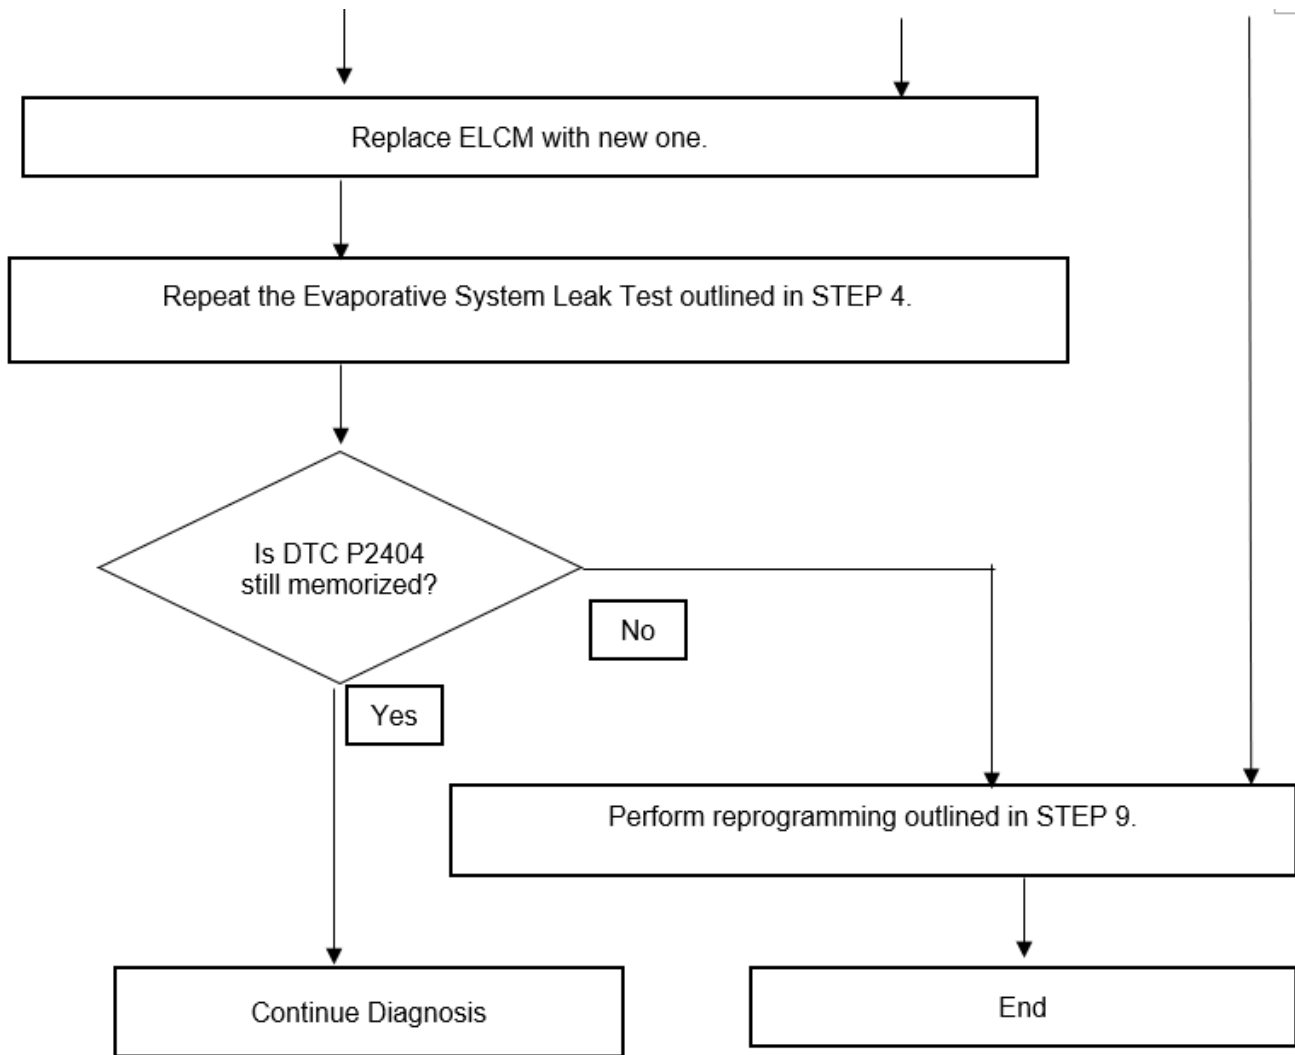 Replace ELCM with new one.
Repeat the Evaporative System Leak Test outlined in STEP 4.
Is DTC P2404
still memorized?
No
Yes
Perform reprogramming outlined in STEP 9.
Continue Diagnosis
End